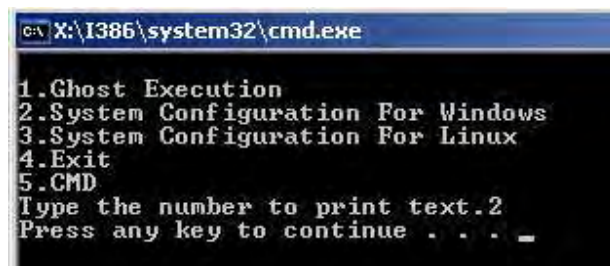 X:\I386\system32\cmd.exe
1.Ghost Execution
2.System Configuration For Windows
3.System Configuration For Linux
4.Exit
5.CMD
Type the number to print text.2
Press any key to continue . . . _